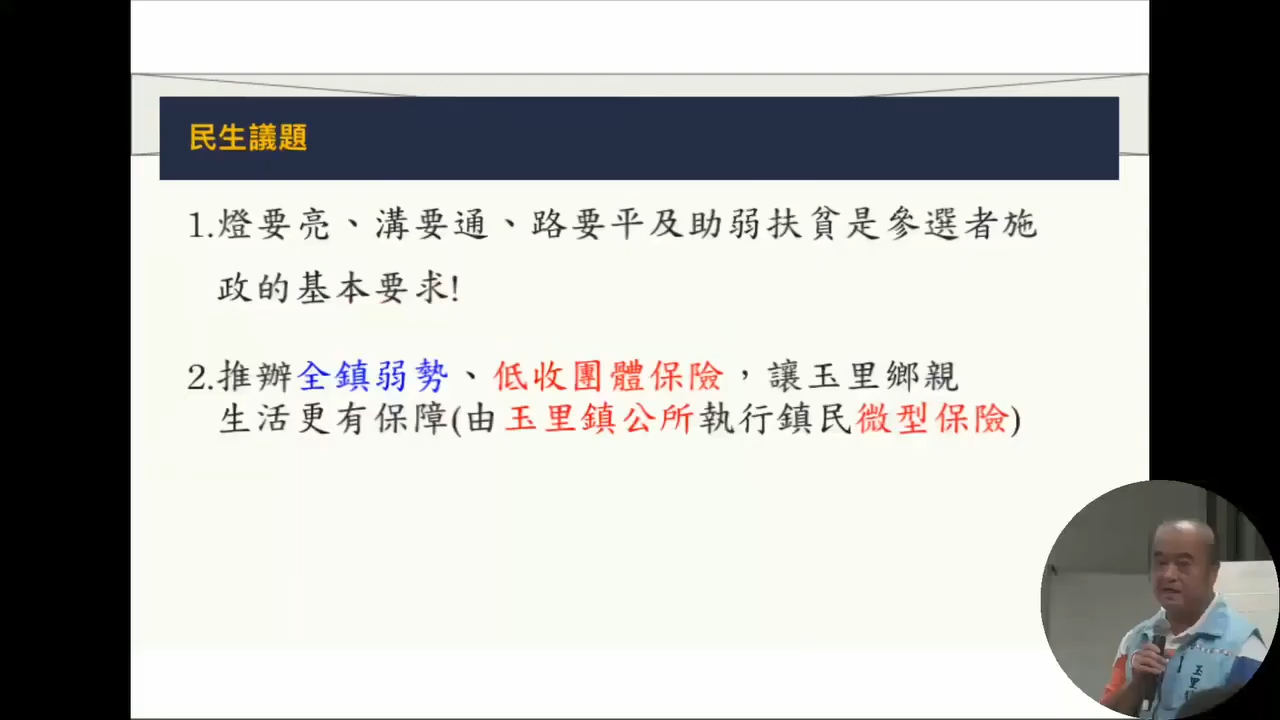 民生議題
1.燈要亮、溝要通、路要平及助弱扶貧是參選者施
政的基本要求!
2.推辦全鎮弱勢、低收團體保險，讓玉里鄉親
生活更有保障(由玉里鎮公所執行鎮民微型保險)
玉里